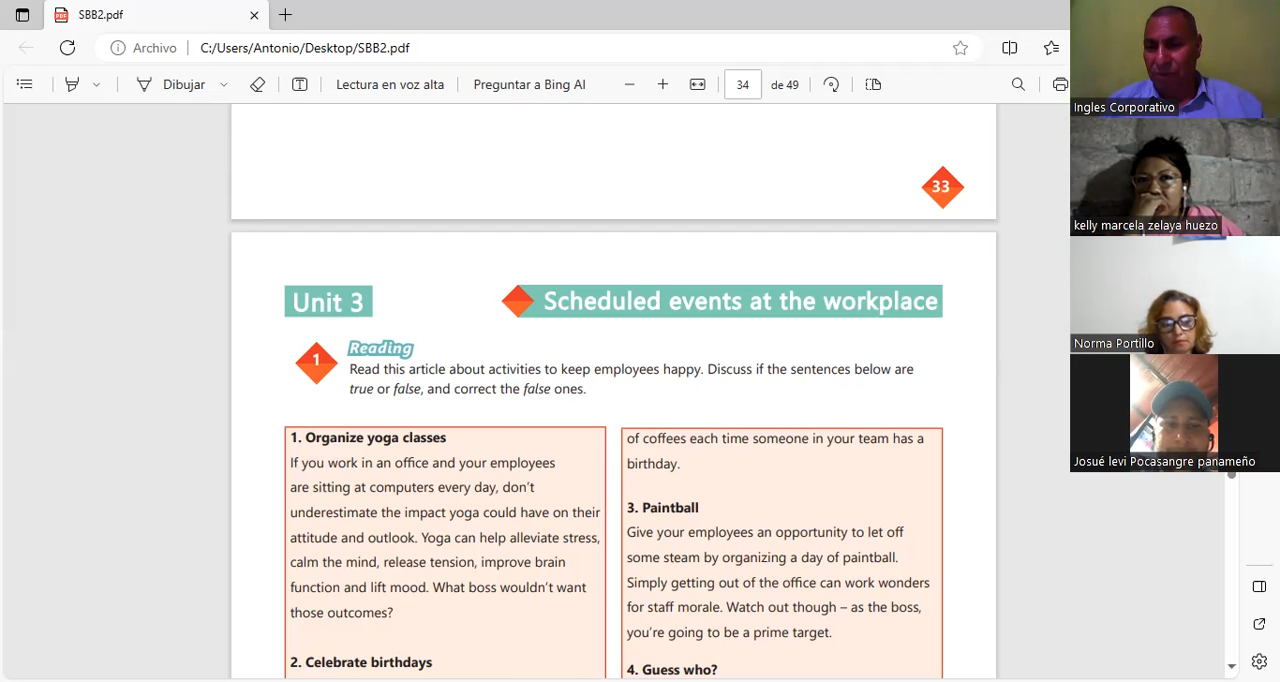 SBB2.pdf
Archivo
C:/Users/Antonio/Desktop/SBB2.pdf
Dibujar
Lectura en voz alta
Preguntar a Bing AI
34
de 49
33
Unit 3
Scheduled events at the workplace
1
Reading
Read this article about activities to keep employees happy. Discuss if the sentences below are
true or false, and correct the false ones.
1. Organize yoga classes
If you work in an office and your employees
are sitting at computers every day, don't
underestimate the impact yoga could have on their
attitude and outlook. Yoga can help alleviate stress,
calm the mind, release tension, improve brain
function and lift mood. What boss wouldn't want
those outcomes?
2. Celebrate birthdays
of coffees each time someone in your team has a
birthday.
3. Paintball
Give your employees an opportunity to let off
some steam by organizing a day of paintball.
Simply getting out of the office can work wonders
for staff morale. Watch out though – as the boss,
you're going to be a prime target.
4. Guess who?
Ingles Corporativo
kelly marcela zelaya huezo
Norma Portillo
Josué levi Pocasangre panameño